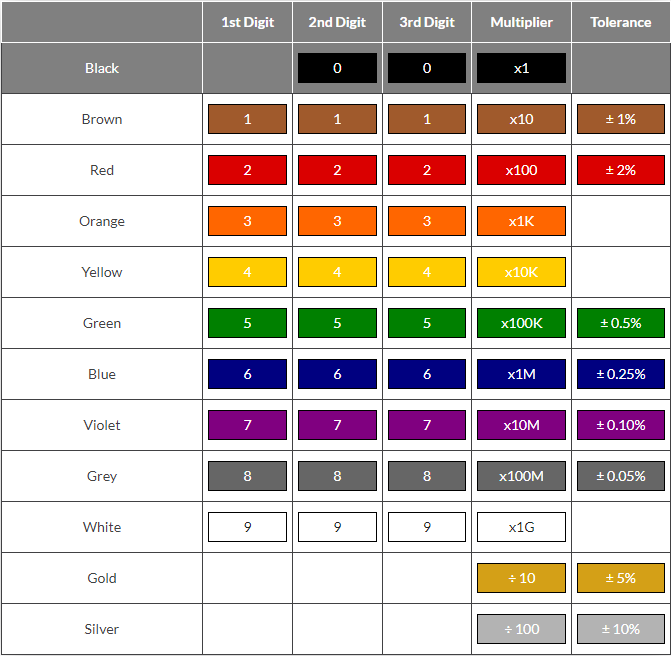 1st Digit 2nd Digit 3rd Digit Multiplier Tolerance
Black 0 0 x1
Brown 1 1 1 x10 ± 1%
Red 2 2 2 x100 ± 2%
Orange 3 3 3 x1K
Yellow 4 4 4 x10K
Green 5 5 5 x100K ± 0.5%
Blue 6 6 6 x1M ± 0.25%
Violet 7 7 7 x10M ± 0.10%
Grey 8 8 8 x100M ± 0.05%
White 9 9 9 x1G
Gold ÷ 10 ± 5%
Silver ÷ 100 ± 10%